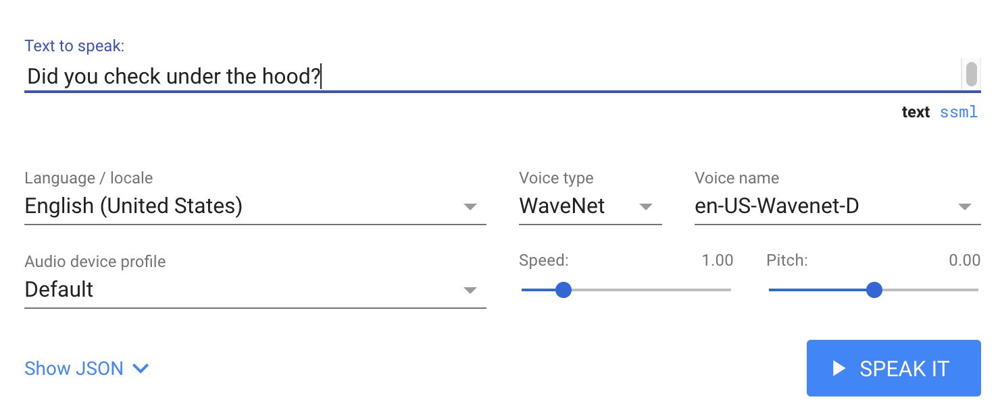 Text to speak:
Did you check under the hood?
text ssml
Language / locale
English (United States)
Voice type
WaveNet
Voice name
en-US-Wavenet-D
Audio device profile
Default
Speed: 1.00
Pitch: 0.00
Show JSON
SPEAK IT